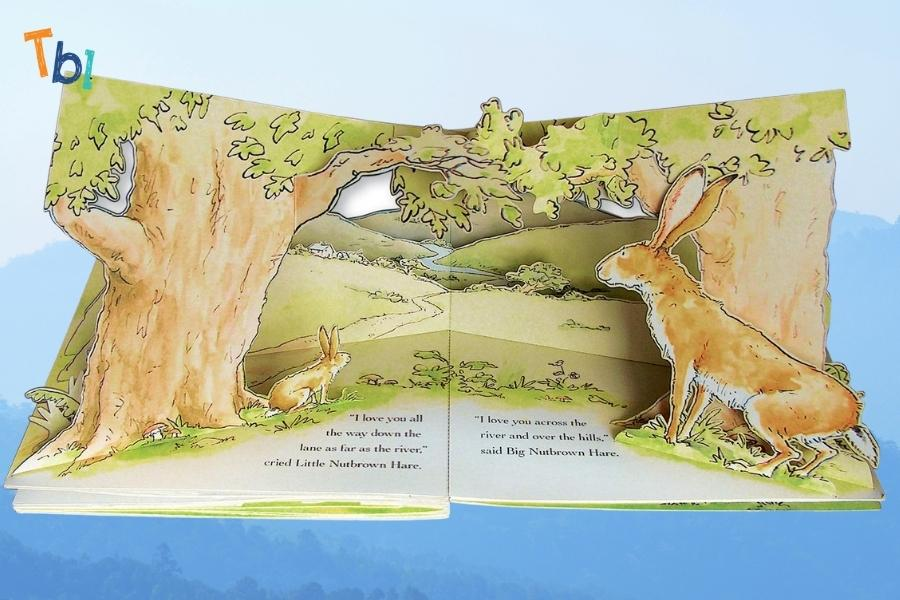 Tbl
"I love you all
the way down the
lane as far as the river,"
cried Little Nutbrown Hare.
"I love you across the
river and over the hills,"
said Big Nutbrown Hare.